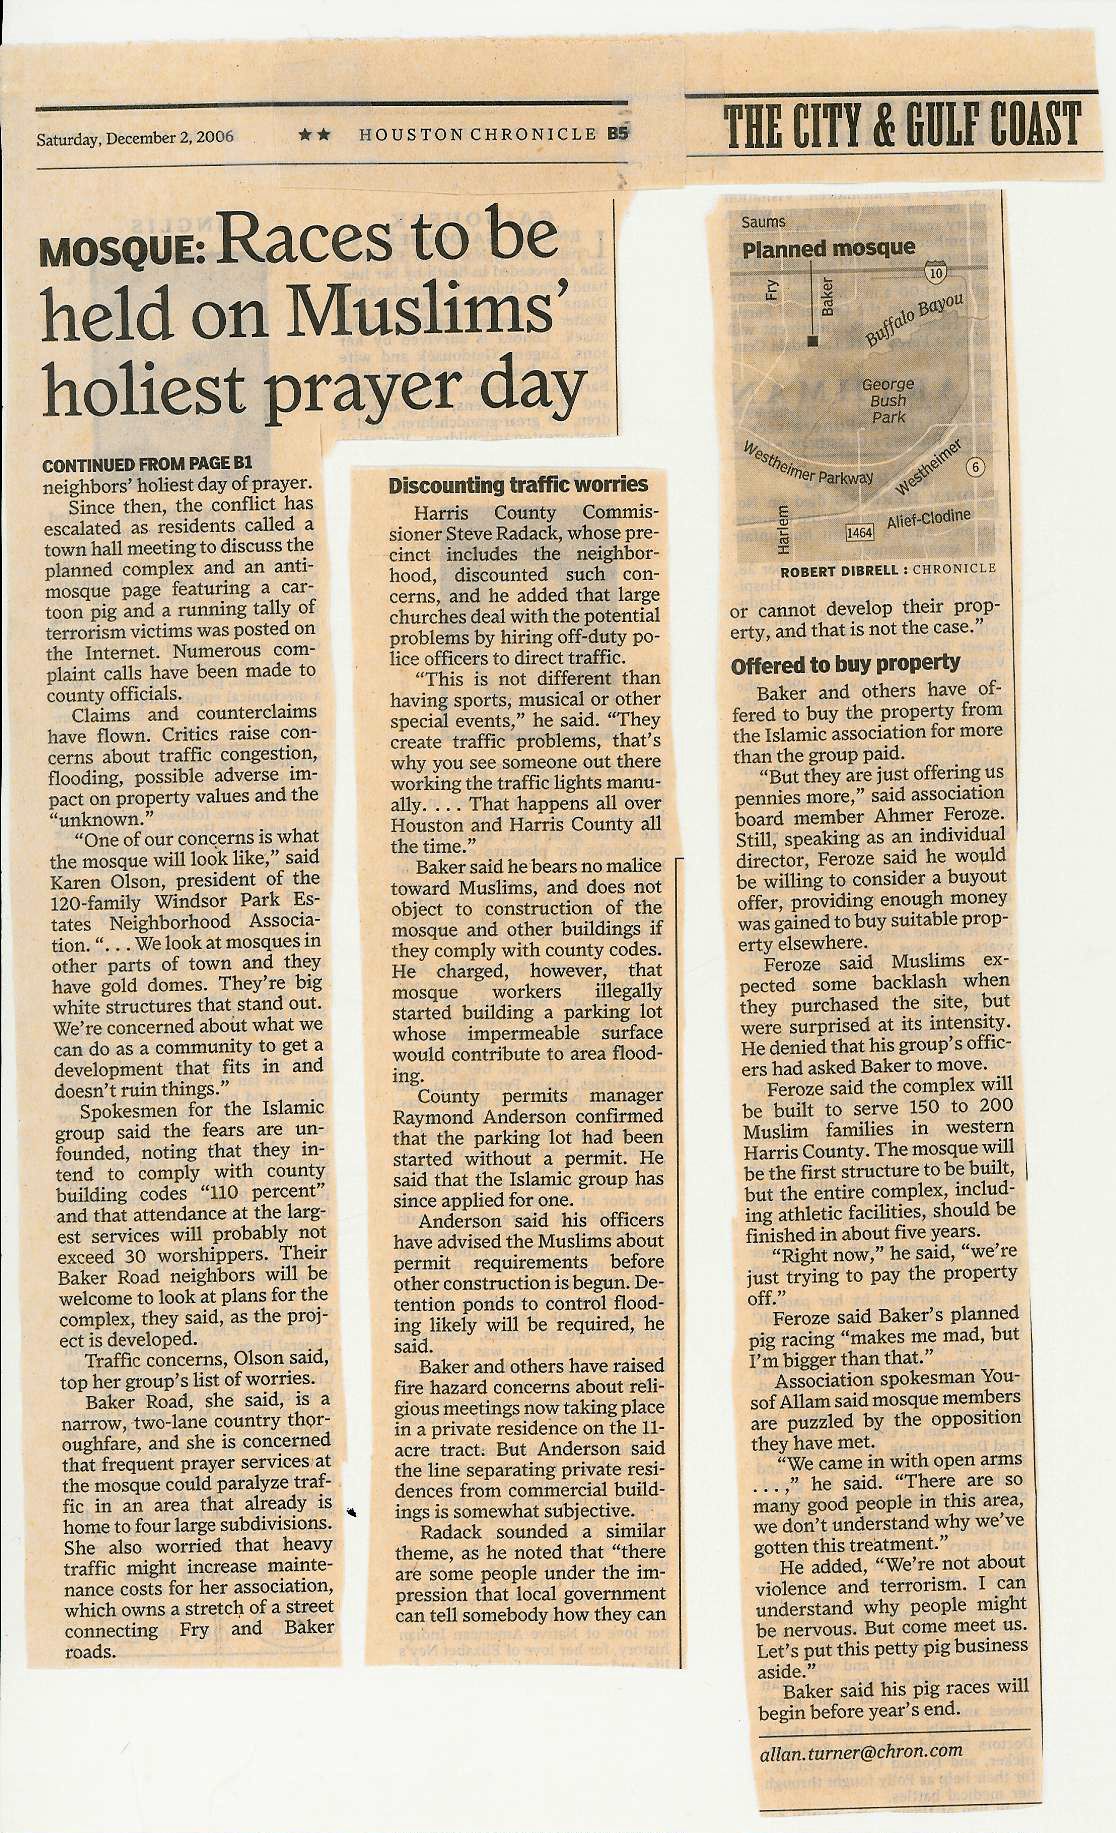 Saturday, December 2, 2006 ★★ HOUSTON CHRONICLE B5
THE CITY & GULF COAST
MOSQUE: Races to be
held on Muslims'
holiest prayer day
CONTINUED FROM PAGE B1
neighbors' holiest day of prayer.
Since then, the conflict has
escalated as residents called a
town hall meeting to discuss the
planned complex and an anti-
mosque page featuring a car-
toon pig and a running tally of
terrorism victims was posted on
the Internet. Numerous com-
plaint calls have been made to
county officials.
Claims and counterclaims
have flown. Critics raise con-
cerns about traffic congestion,
flooding, possible adverse im-
pact on property values and the
“unknown.”
“One of our concerns is what
the mosque will look like,” said
Karen Olson, president of the
120-family Windsor Park Es-
tates Neighborhood Associa-
tion. “. . . We look at mosques in
other parts of town and they
have gold domes. They're big
white structures that stand out.
We're concerned about what we
can do as a community to get a
development that fits in and
doesn't ruin things.”
Spokesmen for the Islamic
group said the fears are un-
founded, noting that they in-
tend to comply with county
building codes “110 percent”
and that attendance at the larg-
est services will probably not
exceed 30 worshippers. Their
Baker Road neighbors will be
welcome to look at plans for the
complex, they said, as the proj-
ect is developed.
Traffic concerns, Olson said,
top her group's list of worries.
Baker Road, she said, is a
narrow, two-lane country thor-
oughfare, and she is concerned
that frequent prayer services at
the mosque could paralyze traf-
fic in an area that already is
home to four large subdivisions.
She also worried that heavy
traffic might increase mainte-
nance costs for her association,
which owns a stretch of a street
connecting Fry and Baker
roads.
Discounting traffic worries
Harris County Commis-
sioner Steve Radack, whose pre-
cinct includes the neighbor-
hood, discounted such con-
cerns, and he added that large
churches deal with the potential
problems by hiring off-duty po-
lice officers to direct traffic.
“This is not different than
having sports, musical or other
special events,” he said. “They
create traffic problems, that's
why you see someone out there
working the traffic lights manu-
ally. . . . That happens all over
Houston and Harris County all
the time.”
Baker said he bears no malice
toward Muslims, and does not
object to construction of the
mosque and other buildings if
they comply with county codes.
He charged, however, that
mosque workers illegally
started building a parking lot
whose impermeable surface
would contribute to area flood-
ing.
County permits manager
Raymond Anderson confirmed
that the parking lot had been
started without a permit. He
said that the Islamic group has
since applied for one.
Anderson said his officers
have advised the Muslims about
permit requirements before
other construction is begun. De-
tention ponds to control flood-
ing likely will be required, he
said.
Baker and others have raised
fire hazard concerns about reli-
gious meetings now taking place
in a private residence on the 11-
acre tract. But Anderson said
the line separating private resi-
dences from commercial build-
ings is somewhat subjective.
Radack sounded a similar
theme, as he noted that “there
are some people under the im-
pression that local government
can tell somebody how they can
Saums
Planned mosque
10
Fry
Baker
Buffalo Bayou
George
Bush
Park
Westheimer Parkway
Westheimer
6
Harlem
1464
Alief-Clodine
ROBERT DIBRELL : CHRONICLE
or cannot develop their prop-
erty, and that is not the case.”
Offered to buy property
Baker and others have of-
fered to buy the property from
the Islamic association for more
than the group paid.
“But they are just offering us
pennies more,” said association
board member Ahmer Feroze.
Still, speaking as an individual
director, Feroze said he would
be willing to consider a buyout
offer, providing enough money
was gained to buy suitable prop-
erty elsewhere.
Feroze said Muslims ex-
pected some backlash when
they purchased the site, but
were surprised at its intensity.
He denied that his group's offic-
ers had asked Baker to move.
Feroze said the complex will
be built to serve 150 to 200
Muslim families in western
Harris County. The mosque will
be the first structure to be built,
but the entire complex, includ-
ing athletic facilities, should be
finished in about five years.
“Right now,” he said, “we're
just trying to pay the property
off.”
Feroze said Baker's planned
pig racing “makes me mad, but
I'm bigger than that.”
Association spokesman You-
sof Allam said mosque members
are puzzled by the opposition
they have met.
“We came in with open arms
. . . ,” he said. “There are so
many good people in this area,
we don't understand why we've
gotten this treatment.”
He added, “We're not about
violence and terrorism. I can
understand why people might
be nervous. But come meet us.
Let's put this petty pig business
aside.”
Baker said his pig races will
begin before year's end.
allan.turner@chron.com